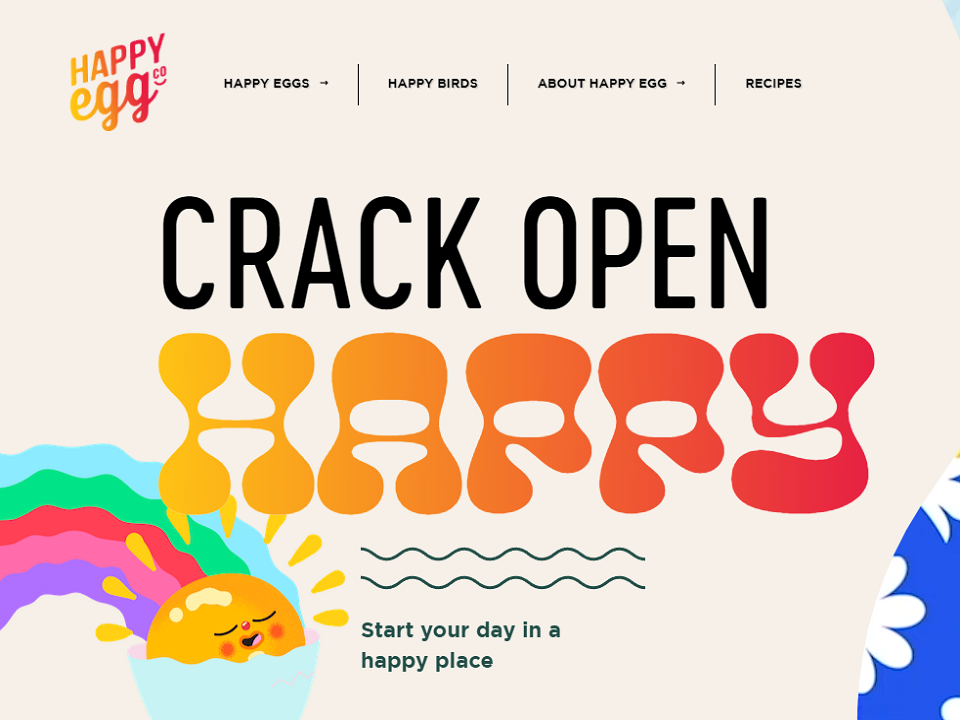 HAPPY
egg CO
HAPPY EGGS →
HAPPY BIRDS
ABOUT HAPPY EGG →
RECIPES
CRACK OPEN
HAPPY
Start your day in a
happy place